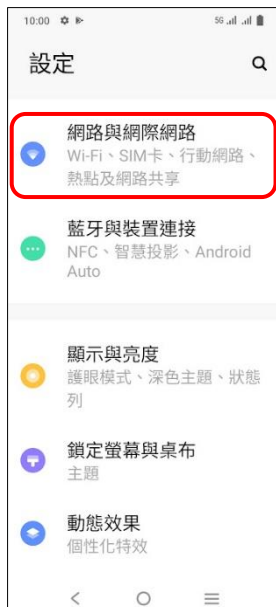 10:00
5G
設定
網路與網際網路
Wi-Fi、SIM卡、行動網路、
熱點及網路共享
藍牙與裝置連接
NFC、智慧投影、Android
Auto
顯示與亮度
護眼模式、深色主題、狀態
列
鎖定螢幕與桌布
主題
動態效果
個性化特效